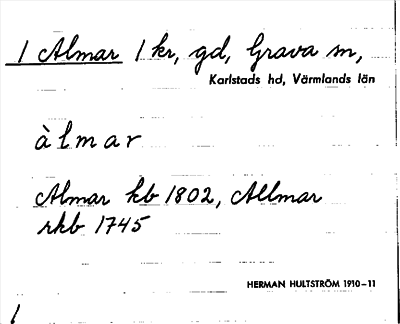 1 Almar 1 kr, gd, Grava sn,
Karlstads hd, Värmlands län
àlmar
Almar kb 1802, Allmar
rkb 1745
HERMAN HULTSTRÖM 1910-11
1